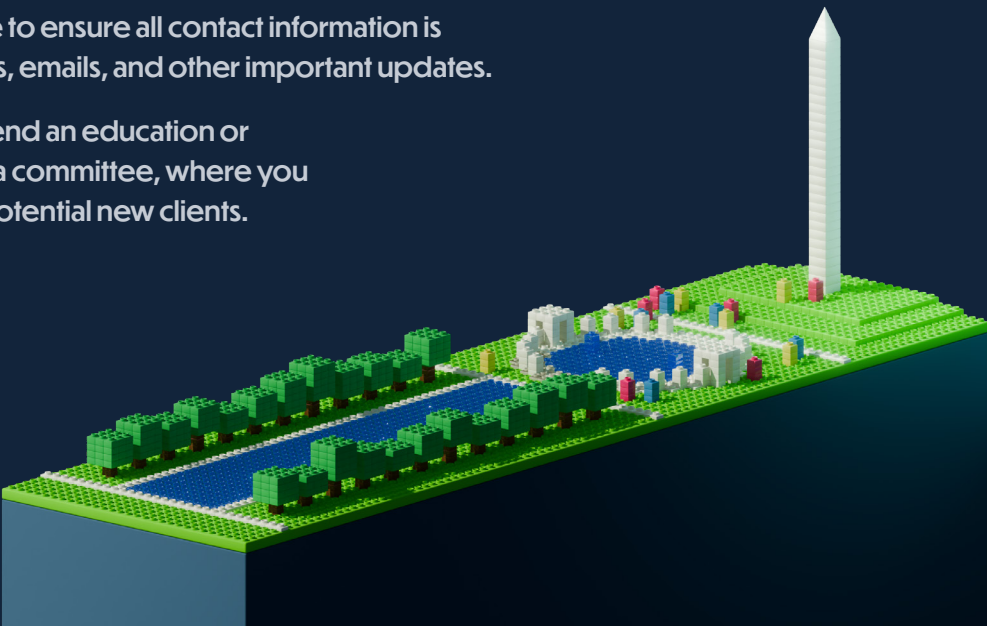 to ensure all contact information is
s, emails, and other important updates.
end an education or
a committee, where you
otential new clients.